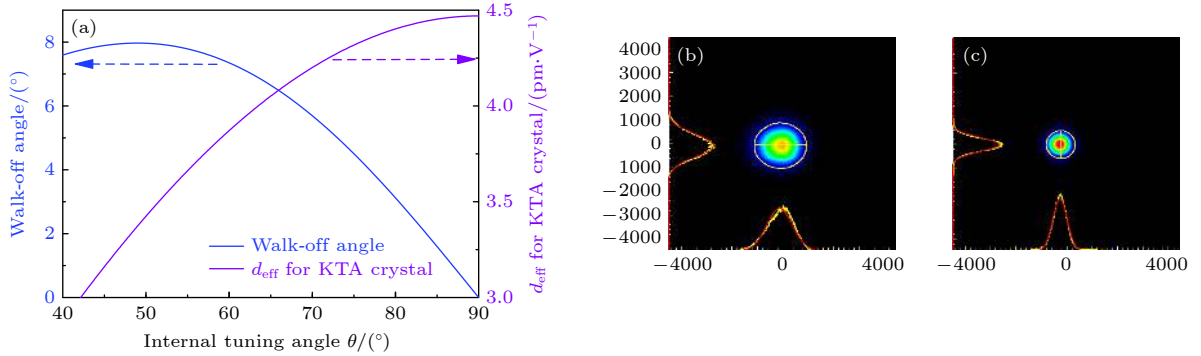 (a)
8
6
4
2
0
Walk-off angle/(°)
4.5
4.0
3.5
3.0
d_eff for KTA crystal/(pm·V⁻¹)
Walk-off angle
d_eff for KTA crystal
40 50 60 70 80 90
Internal tuning angle θ/(°)
(b)
4000
3000
2000
1000
0
−1000
−2000
−3000
−4000
−4000 0 4000
(c)
−4000 0 4000